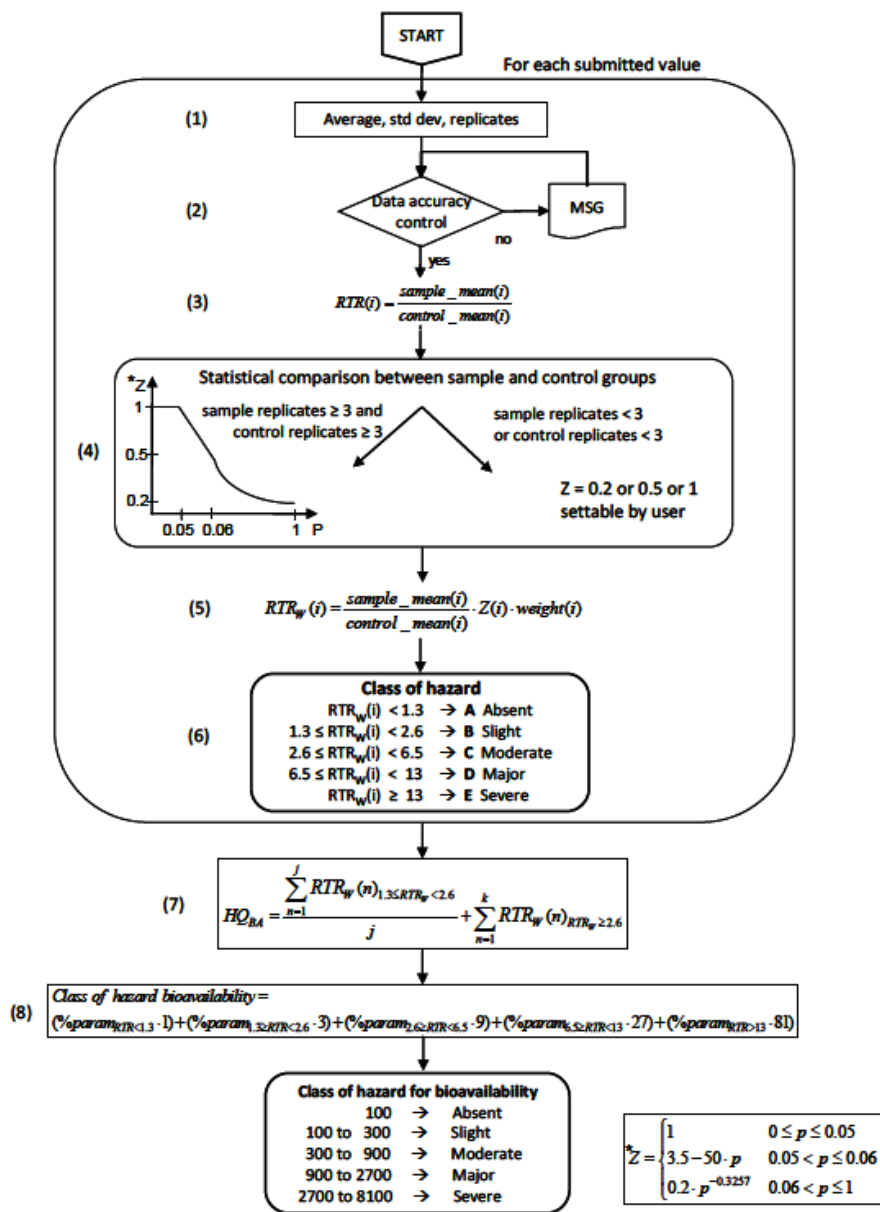 START
For each submitted value
(1) Average, std dev, replicates
(2) Data accuracy control
no
MSG
yes
(3) RTR(i) = sample_mean(i) / control_mean(i)
Statistical comparison between sample and control groups
*Z
1
0.5
0.2
0.05 0.06 1 P
(4)
sample replicates ≥ 3 and
control replicates ≥ 3
sample replicates < 3
or control replicates < 3
Z = 0.2 or 0.5 or 1
settable by user
(5) RTR_W(i) = sample_mean(i) / control_mean(i) · Z(i) · weight(i)
Class of hazard
(6)
RTR_W(i) < 1.3 → A Absent
1.3 ≤ RTR_W(i) < 2.6 → B Slight
2.6 ≤ RTR_W(i) < 6.5 → C Moderate
6.5 ≤ RTR_W(i) < 13 → D Major
RTR_W(i) ≥ 13 → E Severe
(7) HQ_BA = ∑_{n=1}^{j} RTR_W(n)_{1.3≤RTR_W<2.6} / j + ∑_{n=1}^{k} RTR_W(n)_{RTR_W≥2.6}
(8) Class of hazard bioavailability =
(%param_{RTR<1.3}·1)+(%param_{1.3≥RTR<2.6}·3)+(%param_{2.6≥RTR<6.5}·9)+(%param_{6.5≥RTR<13}·27)+(%param_{RTR>13}·81)
Class of hazard for bioavailability
100 → Absent
100 to 300 → Slight
300 to 900 → Moderate
900 to 2700 → Major
2700 to 8100 → Severe
*Z = { 1 0 ≤ p ≤ 0.05
3.5−50·p 0.05 < p ≤ 0.06
0.2·p^{−0.3257} 0.06 < p ≤ 1